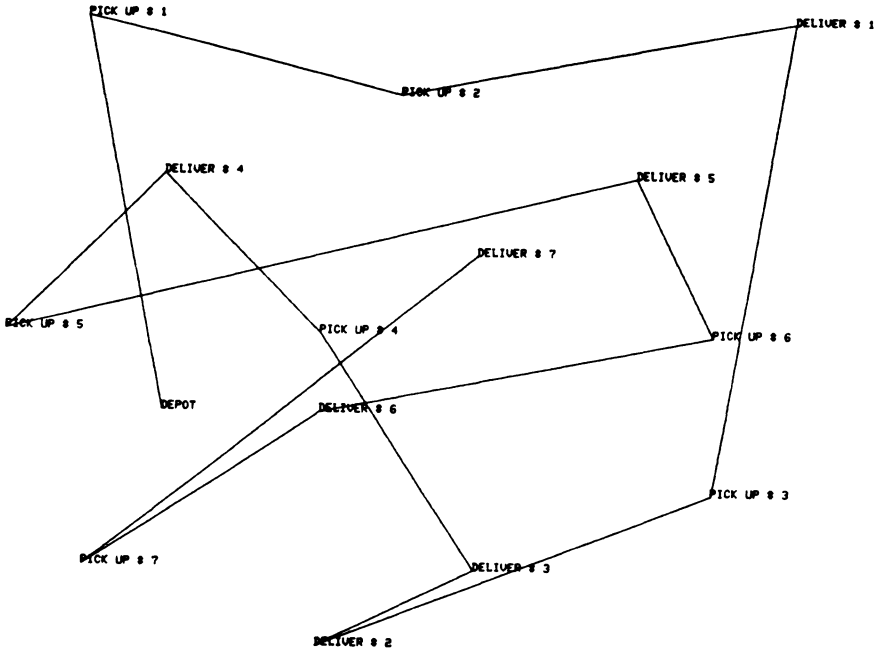 PICK UP # 1
DELIVER # 1
PICK UP # 2
DELIVER # 4
DELIVER # 5
DELIVER # 7
PICK UP # 5
PICK UP # 4
PICK UP # 6
DEPOT
DELIVER # 6
PICK UP # 3
PICK UP # 7
DELIVER # 3
DELIVER # 2